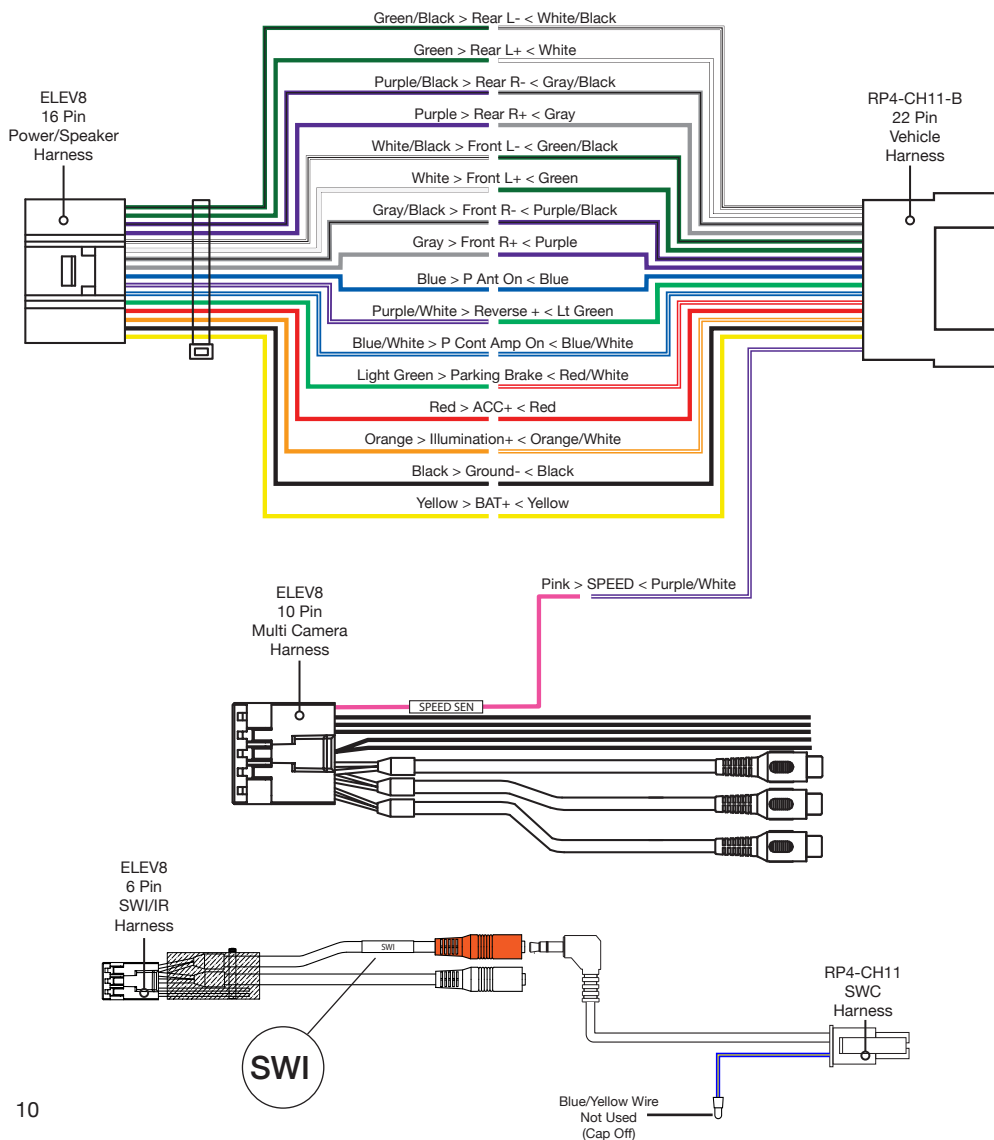 Green/Black > Rear L- < White/Black
Green > Rear L+ < White
Purple/Black > Rear R- < Gray/Black
Purple > Rear R+ < Gray
White/Black > Front L- < Green/Black
White > Front L+ < Green
Gray/Black > Front R- < Purple/Black
Gray > Front R+ < Purple
Blue > P Ant On < Blue
Purple/White > Reverse + < Lt Green
Blue/White > P Cont Amp On < Blue/White
Light Green > Parking Brake < Red/White
Red > ACC+ < Red
Orange > Illumination+ < Orange/White
Black > Ground- < Black
Yellow > BAT+ < Yellow
ELEV8
16 Pin
Power/Speaker
Harness
RP4-CH11-B
22 Pin
Vehicle
Harness
Pink > SPEED < Purple/White
ELEV8
10 Pin
Multi Camera
Harness
SPEED SEN
ELEV8
6 Pin
SWI/IR
Harness
SWI
SWI
RP4-CH11
SWC
Harness
Blue/Yellow Wire
Not Used
(Cap Off)
10